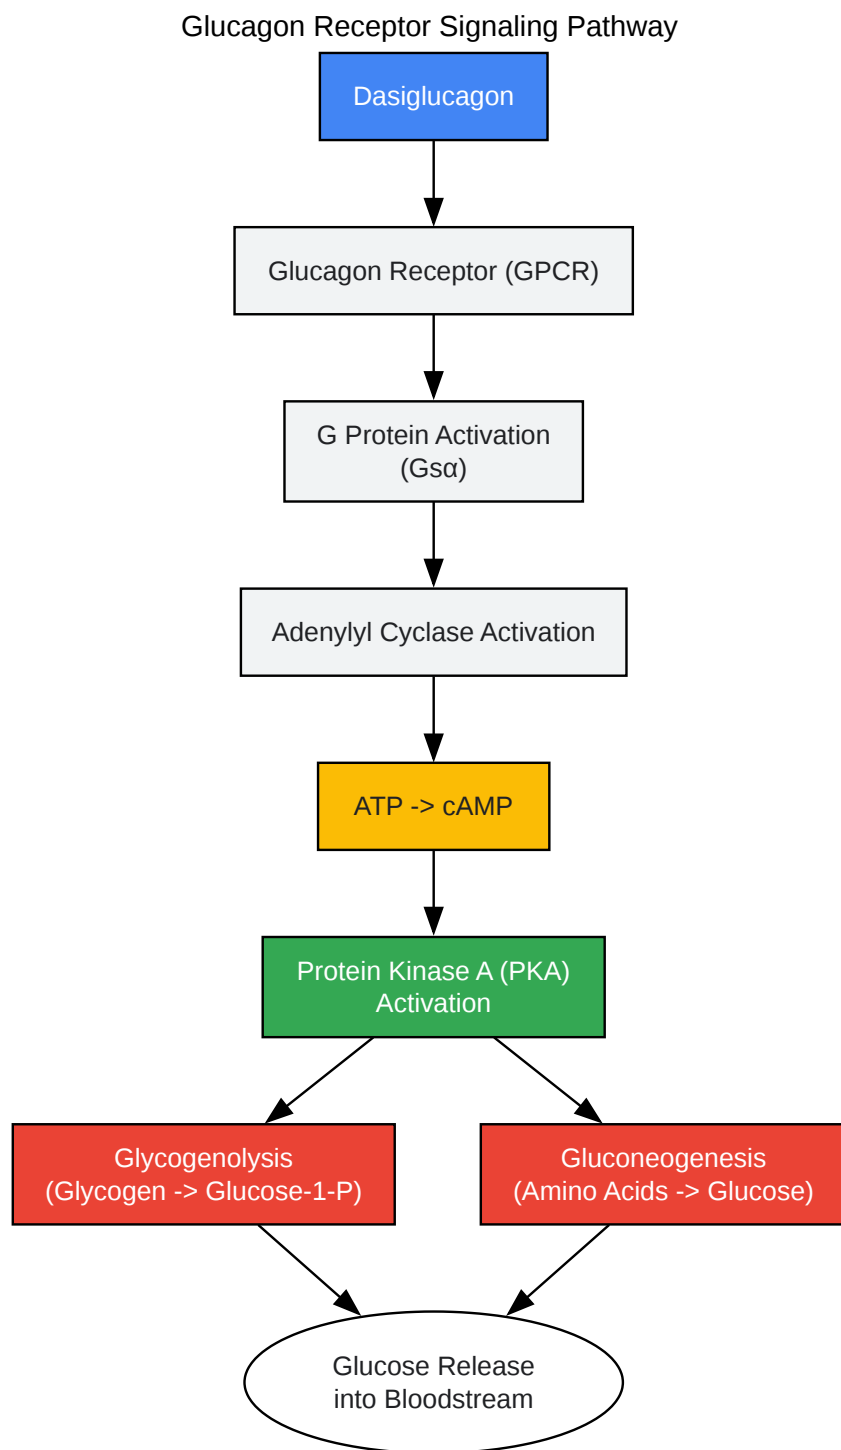 Glucagon Receptor Signaling Pathway
Dasiglucagon
Glucagon Receptor (GPCR)
G Protein Activation
(Gsα)
Adenylyl Cyclase Activation
ATP -> cAMP
Protein Kinase A (PKA)
Activation
Glycogenolysis
(Glycogen -> Glucose-1-P)
Gluconeogenesis
(Amino Acids -> Glucose)
Glucose Release
into Bloodstream